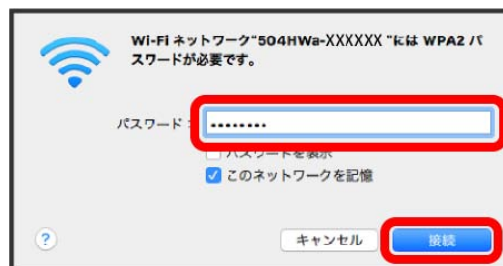 Wi-Fi ネットワーク"504HWa-XXXXXX "には WPA2 パ
スワードが必要です。
パスワード：
パスワードを表示
このネットワークを記憶
?
キャンセル
接続